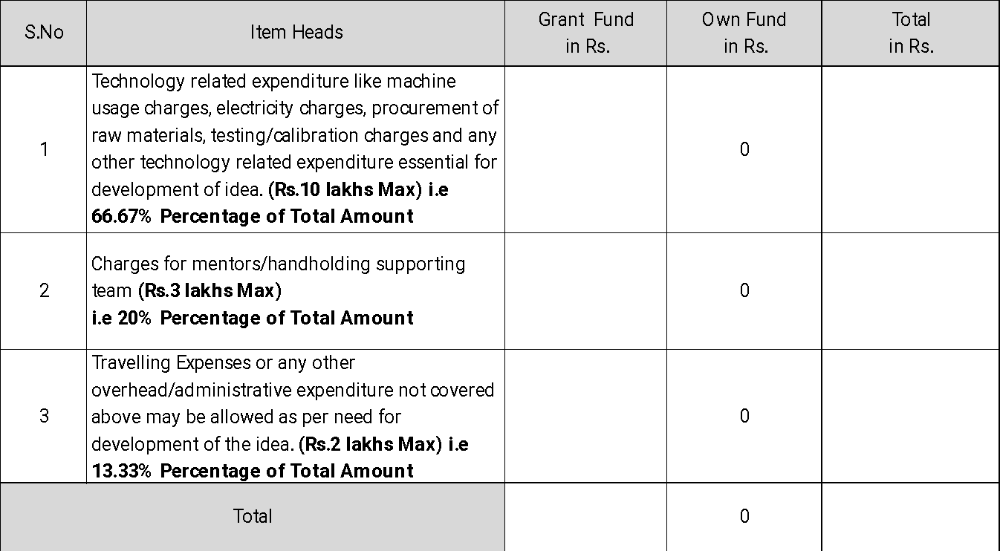 S.No
Item Heads
Grant Fund
in Rs.
Own Fund
in Rs.
Total
in Rs.
1
Technology related expenditure like machine
usage charges, electricity charges, procurement of
raw materials, testing/calibration charges and any
other technology related expenditure essential for
development of idea. (Rs.10 lakhs Max) i.e
66.67% Percentage of Total Amount
0
2
Charges for mentors/handholding supporting
team (Rs.3 lakhs Max)
i.e 20% Percentage of Total Amount
0
3
Travelling Expenses or any other
overhead/administrative expenditure not covered
above may be allowed as per need for
development of the idea. (Rs.2 lakhs Max) i.e
13.33% Percentage of Total Amount
0
Total
0